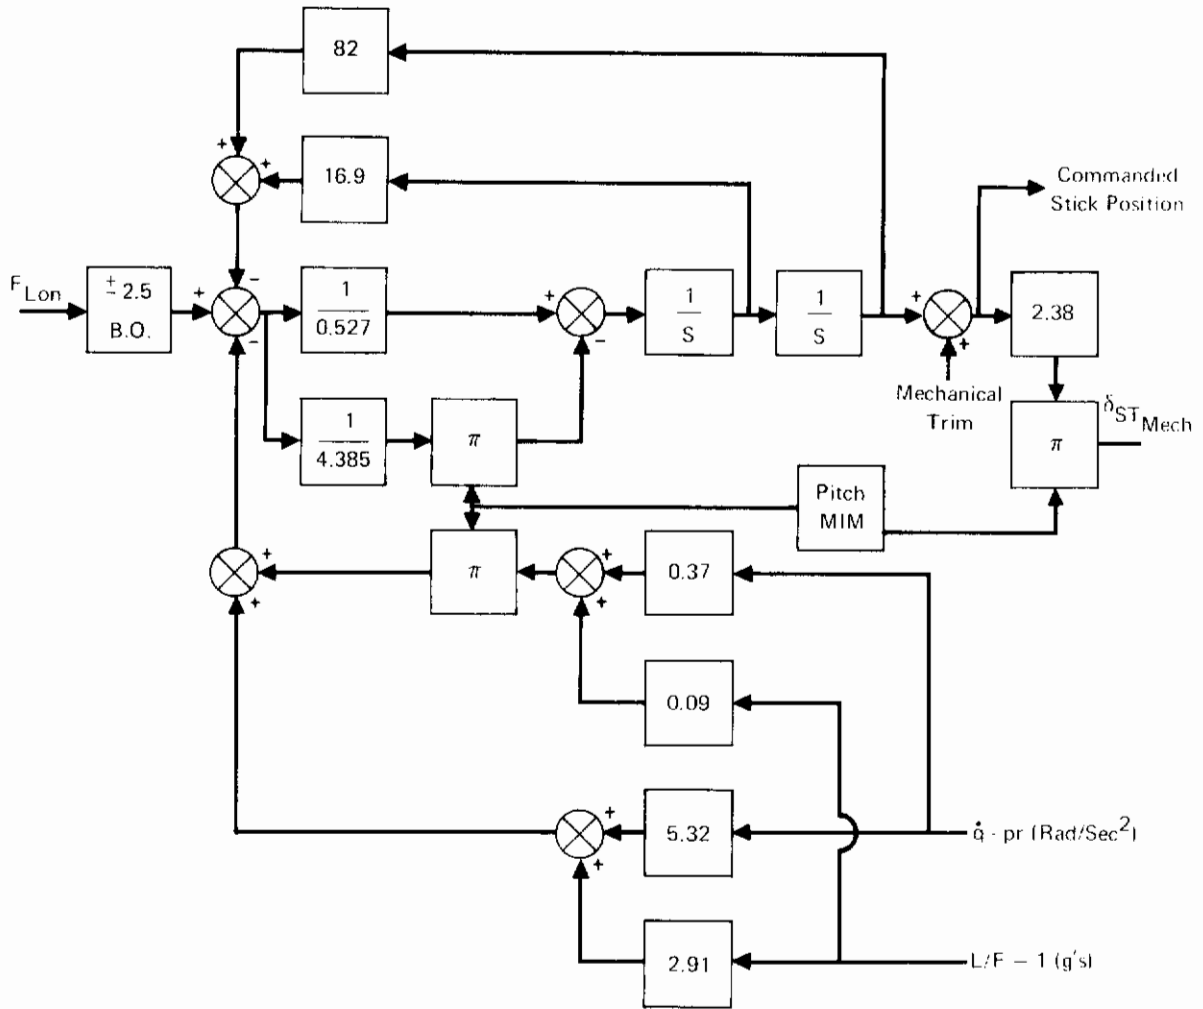 82
+
+
16.9
Commanded
Stick Position
F Lon
± 2.5
B.O.
+
−
−
1
0.527
+
−
1
S
1
S
+
+
2.38
Mechanical
Trim
1
4.385
π
π
δST Mech
Pitch
MIM
+
+
π
+
+
0.37
0.09
+
+
5.32
q̇ - pr (Rad/Sec2)
2.91
L/F − 1 (g's)